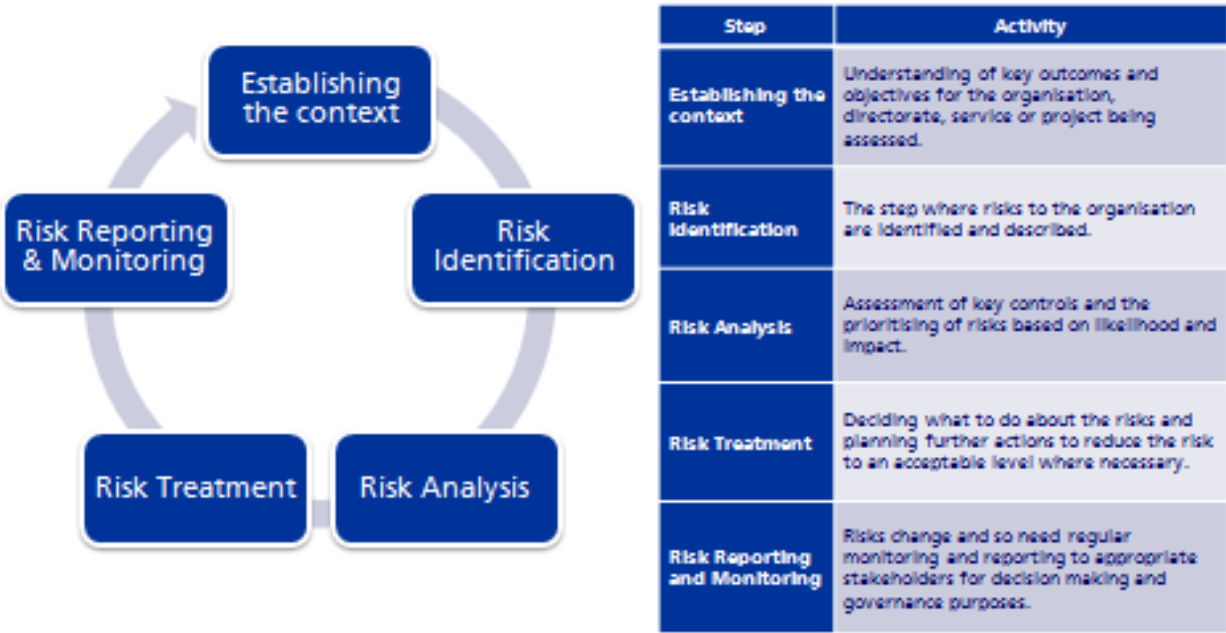 Establishing
the context
Risk
Identification
Risk Analysis
Risk Treatment
Risk Reporting
& Monitoring
Step
Activity
Establishing the
context
Understanding of key outcomes and
objectives for the organisation,
directorate, service or project being
assessed.
Risk
Identification
The step where risks to the organisation
are identified and described.
Risk Analysis
Assessment of key controls and the
prioritising of risks based on likelihood and
impact.
Risk Treatment
Deciding what to do about the risks and
planning further actions to reduce the risk
to an acceptable level where necessary.
Risk Reporting
and Monitoring
Risks change and so need regular
monitoring and reporting to appropriate
stakeholders for decision making and
governance purposes.